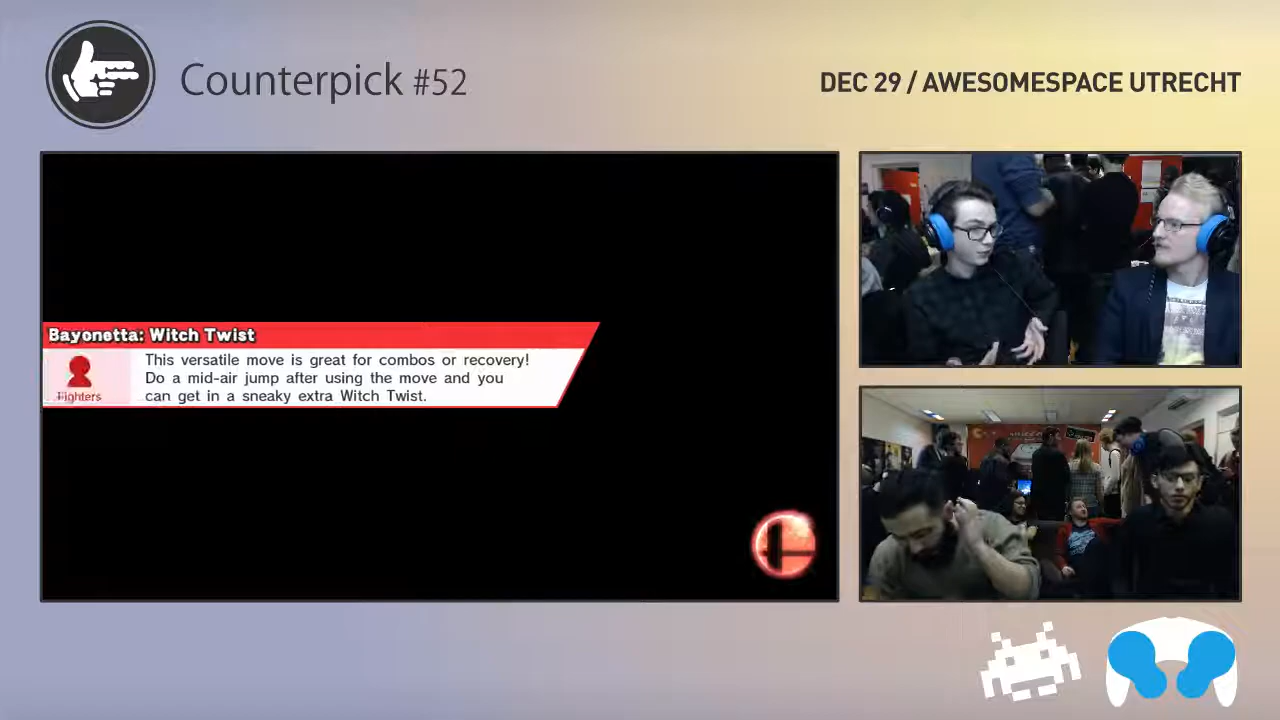 Counterpick #52
DEC 29 / AWESOMESPACE UTRECHT
Bayonetta: Witch Twist
This versatile move is great for combos or recovery!
Do a mid-air jump after using the move and you
can get in a sneaky extra Witch Twist.
Fighters